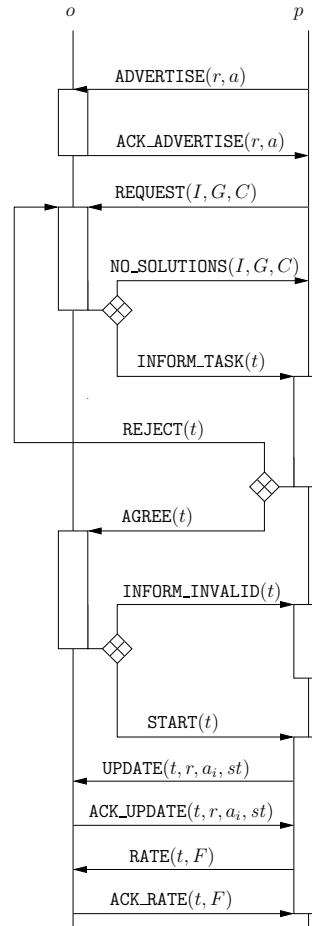 o p
ADVERTISE(r, a)
ACK_ADVERTISE(r, a)
REQUEST(I, G, C)
NO_SOLUTIONS(I, G, C)
INFORM_TASK(t)
REJECT(t)
AGREE(t)
INFORM_INVALID(t)
START(t)
UPDATE(t, r, a_i, st)
ACK_UPDATE(t, r, a_i, st)
RATE(t, F)
ACK_RATE(t, F)